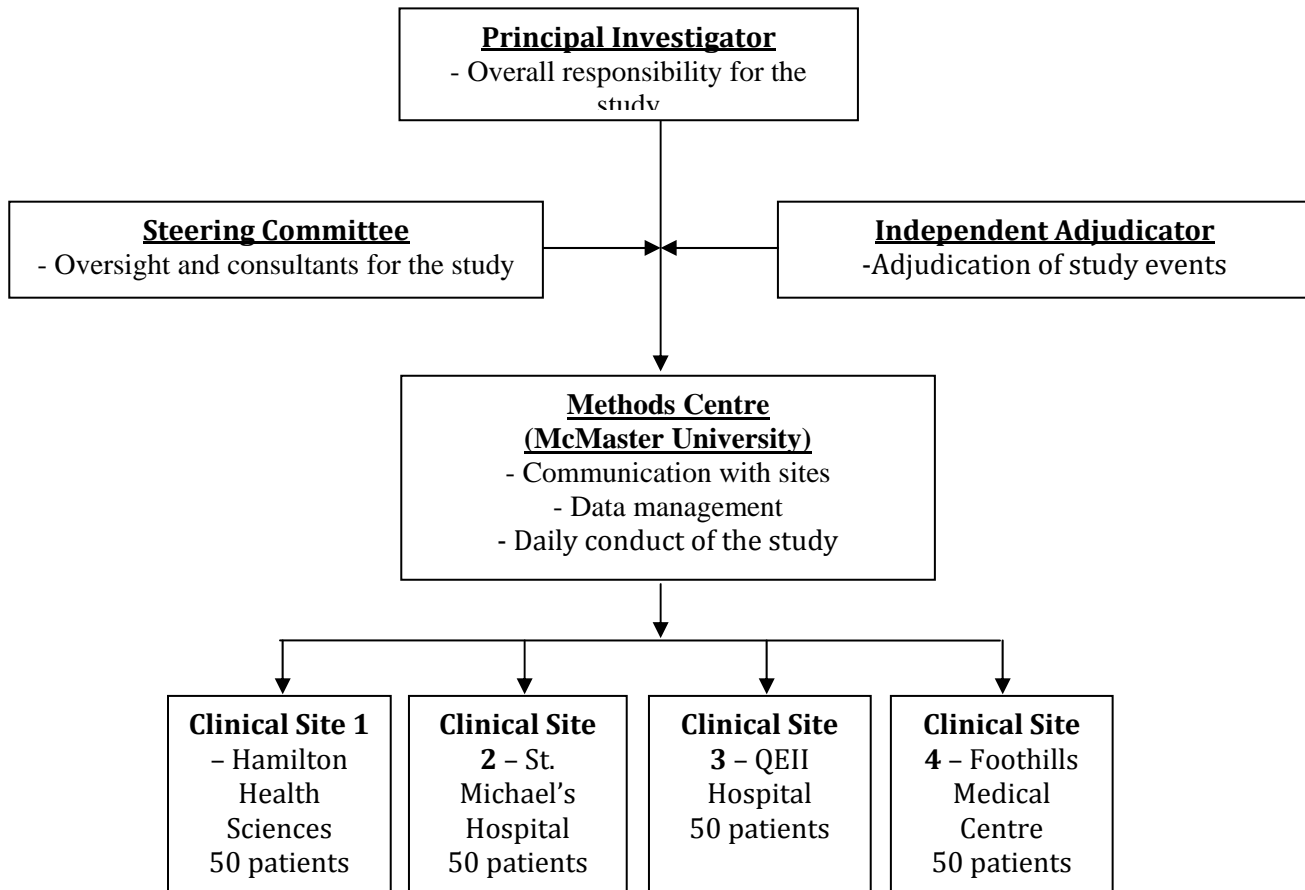 Principal Investigator
- Overall responsibility for the
study
Steering Committee
- Oversight and consultants for the study
Independent Adjudicator
-Adjudication of study events
Methods Centre
(McMaster University)
- Communication with sites
- Data management
- Daily conduct of the study
Clinical Site 1
– Hamilton
Health
Sciences
50 patients
Clinical Site
2 – St.
Michael’s
Hospital
50 patients
Clinical Site
3 – QEII
Hospital
50 patients
Clinical Site
4 – Foothills
Medical
Centre
50 patients